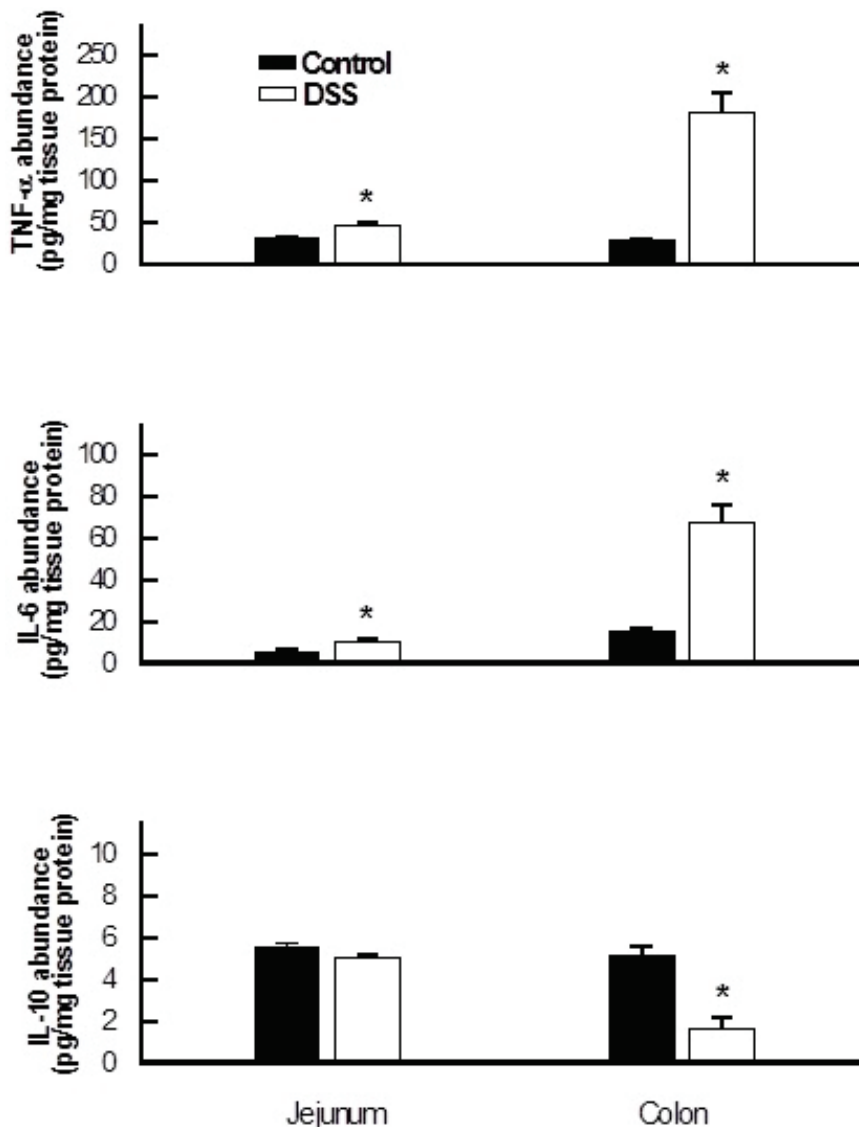 TNF-α abundance
(pg/mg tissue protein)
250
200
150
100
50
0
Control
DSS
*
*
IL-6 abundance
(pg/mg tissue protein)
100
80
60
40
20
0
*
*
IL-10 abundance
(pg/mg tissue protein)
10
8
6
4
2
0
*
Jejunum
Colon